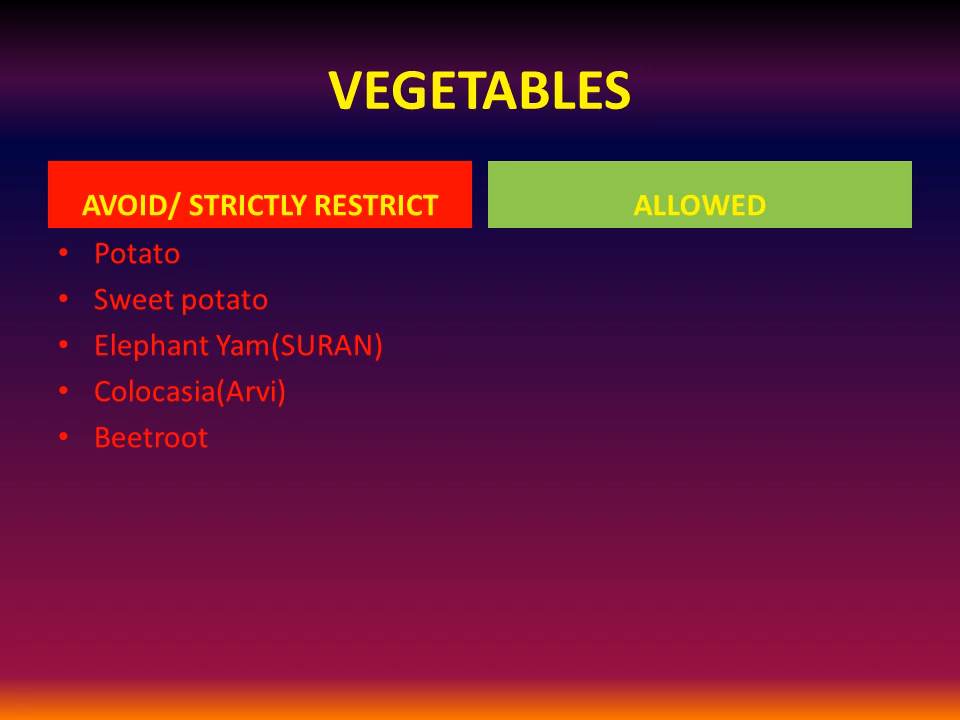 VEGETABLES
AVOID/ STRICTLY RESTRICT
ALLOWED
• Potato
• Sweet potato
• Elephant Yam(SURAN)
• Colocasia(Arvi)
• Beetroot